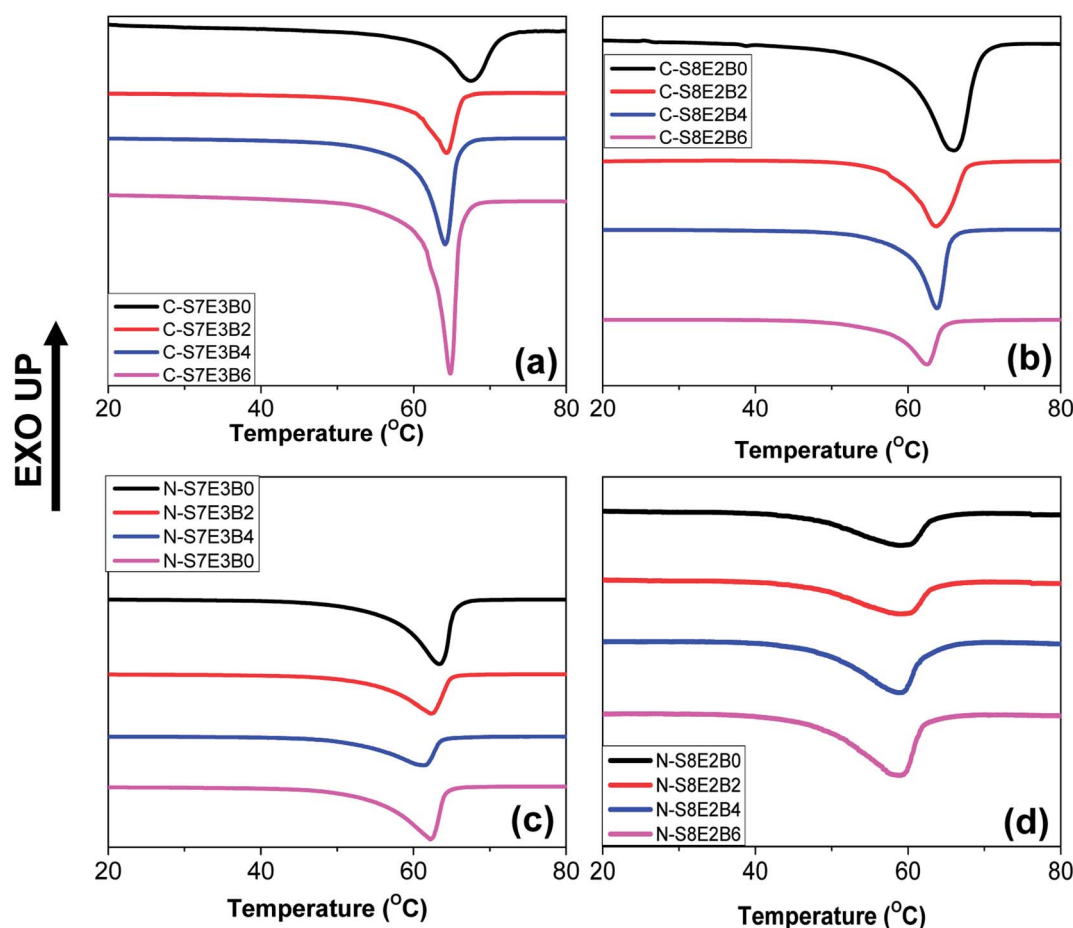 EXO UP
C-S7E3B0
C-S7E3B2
C-S7E3B4
C-S7E3B6
(a)
20 40 60 80
Temperature (°C)
C-S8E2B0
C-S8E2B2
C-S8E2B4
C-S8E2B6
(b)
20 40 60 80
Temperature (°C)
N-S7E3B0
N-S7E3B2
N-S7E3B4
N-S7E3B0
(c)
20 40 60 80
Temperature (°C)
N-S8E2B0
N-S8E2B2
N-S8E2B4
N-S8E2B6
(d)
20 40 60 80
Temperature (°C)